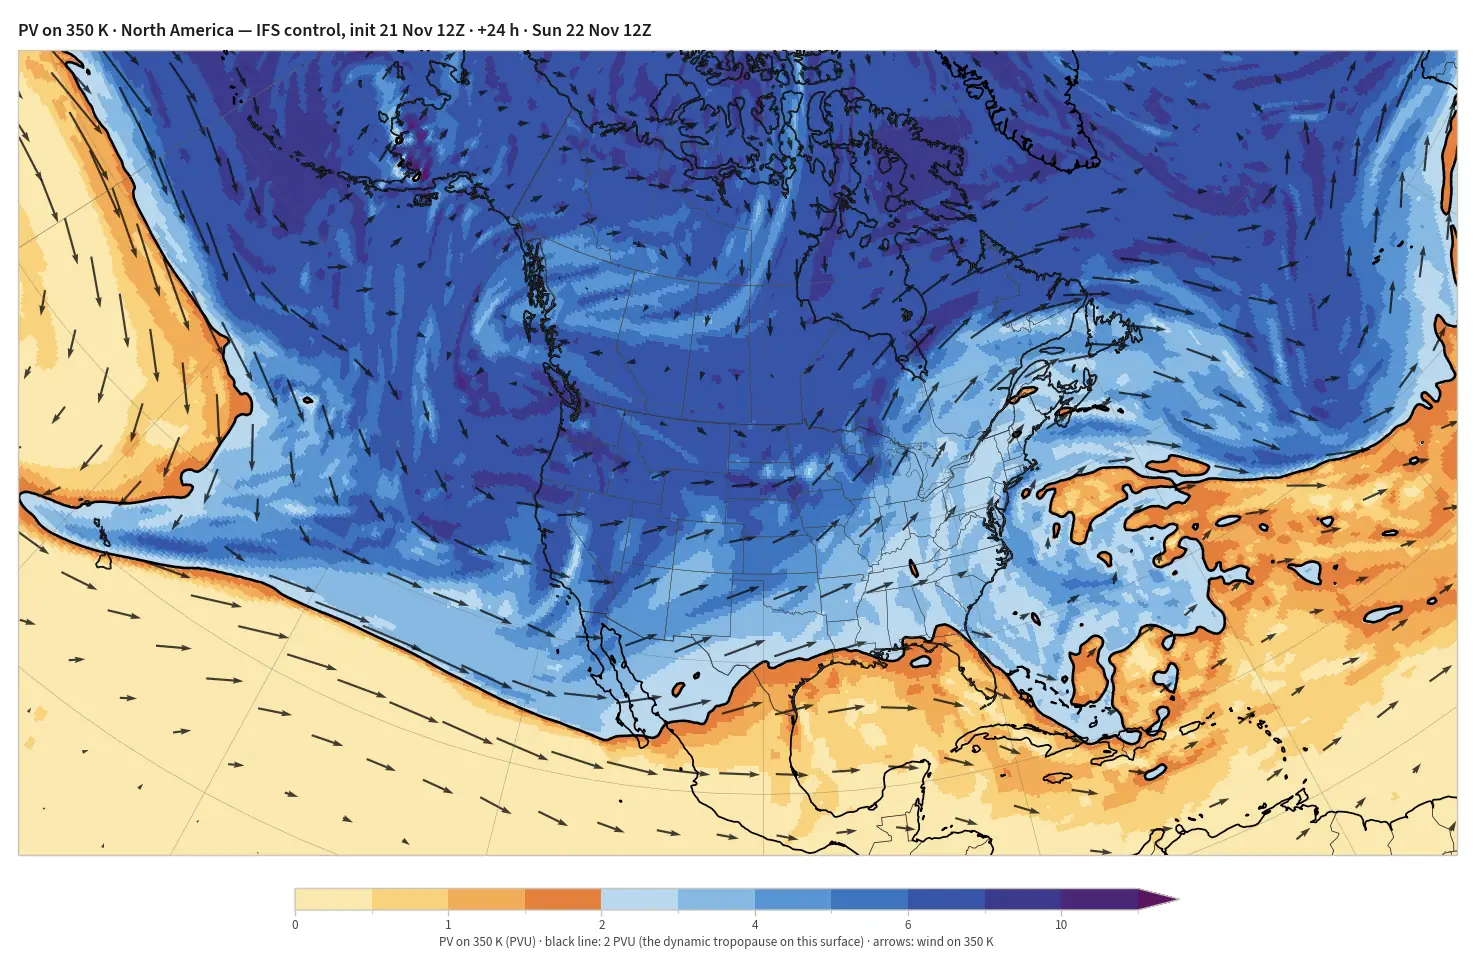 PV on 350 K · North America — IFS control, init 21 Nov 12Z · +24 h · Sun 22 Nov 12Z
0 1 2 4 6 10
PV on 350 K (PVU) · black line: 2 PVU (the dynamic tropopause on this surface) · arrows: wind on 350 K